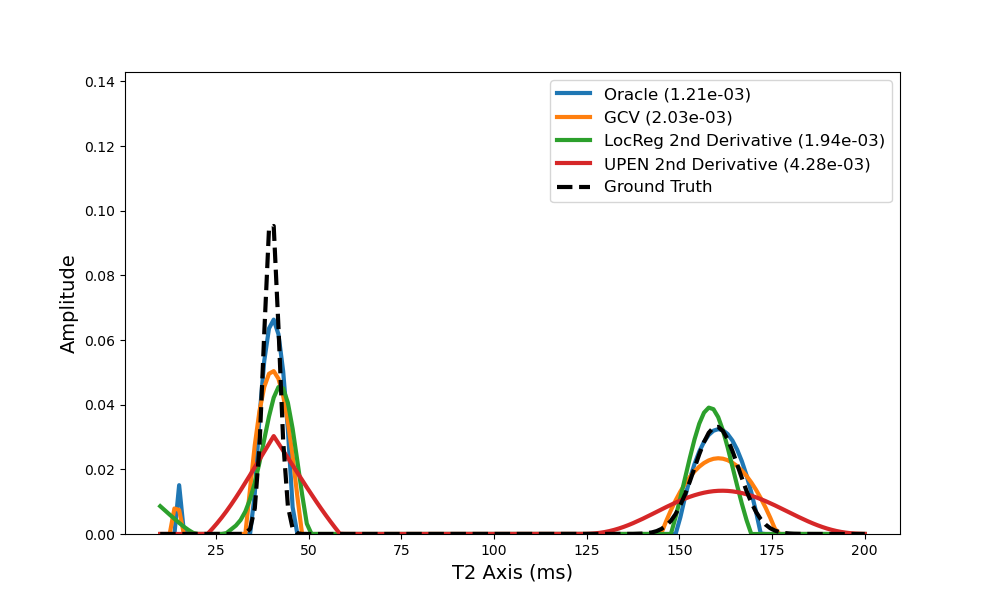 0.14
0.12
0.10
0.08
0.06
0.04
0.02
0.00
Amplitude
Oracle (1.21e-03)
GCV (2.03e-03)
LocReg 2nd Derivative (1.94e-03)
UPEN 2nd Derivative (4.28e-03)
Ground Truth
25 50 75 100 125 150 175 200
T2 Axis (ms)